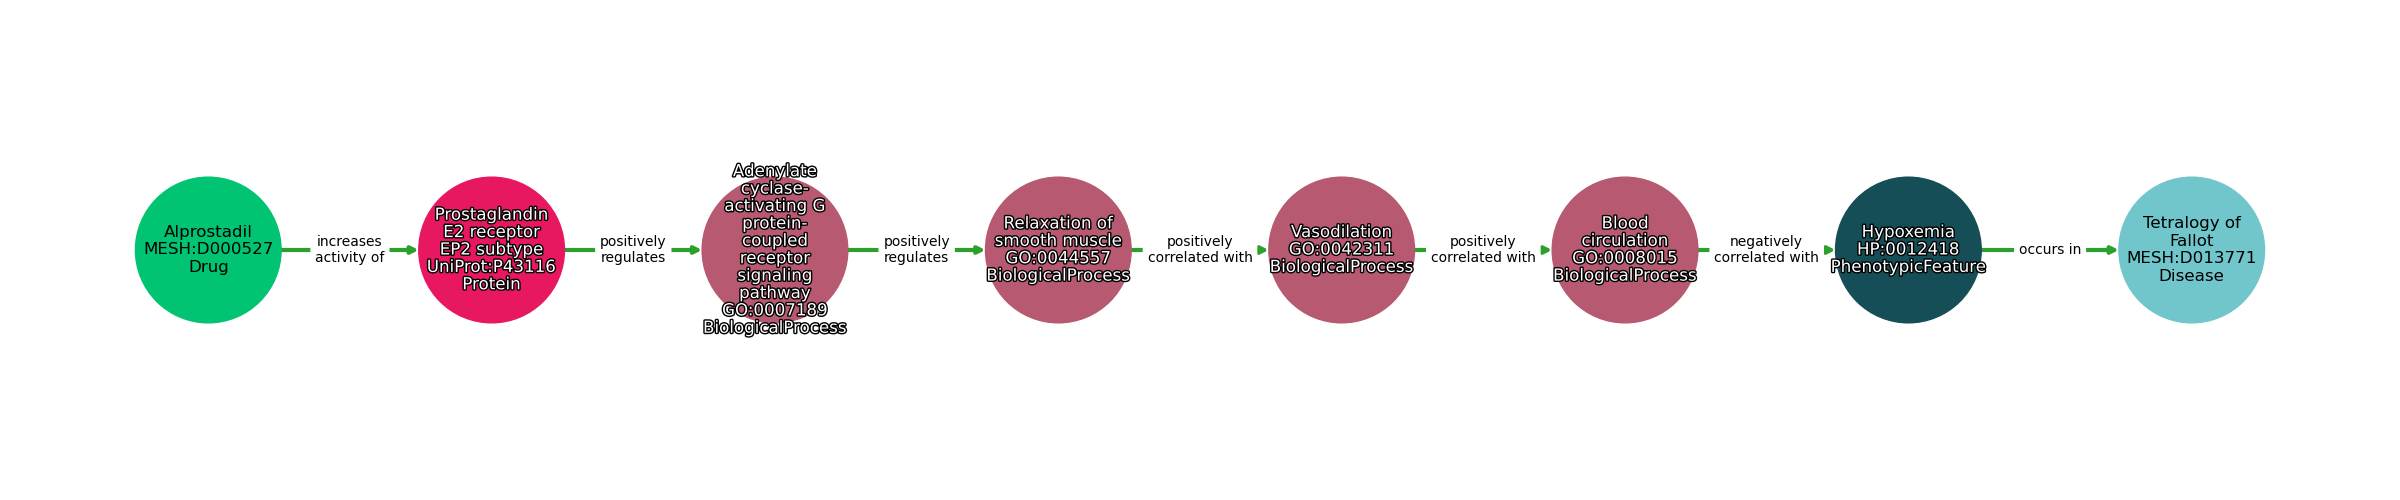 Alprostadil
MESH:D000527
Drug
increases
activity of
Prostaglandin
E2 receptor
EP2 subtype
UniProt:P43116
Protein
positively
regulates
Adenylate
cyclase-
activating G
protein-
coupled
receptor
signaling
pathway
GO:0007189
BiologicalProcess
positively
regulates
Relaxation of
smooth muscle
GO:0044557
BiologicalProcess
positively
correlated with
Vasodilation
GO:0042311
BiologicalProcess
positively
correlated with
Blood
circulation
GO:0008015
BiologicalProcess
negatively
correlated with
Hypoxemia
HP:0012418
PhenotypicFeature
occurs in
Tetralogy of
Fallot
MESH:D013771
Disease